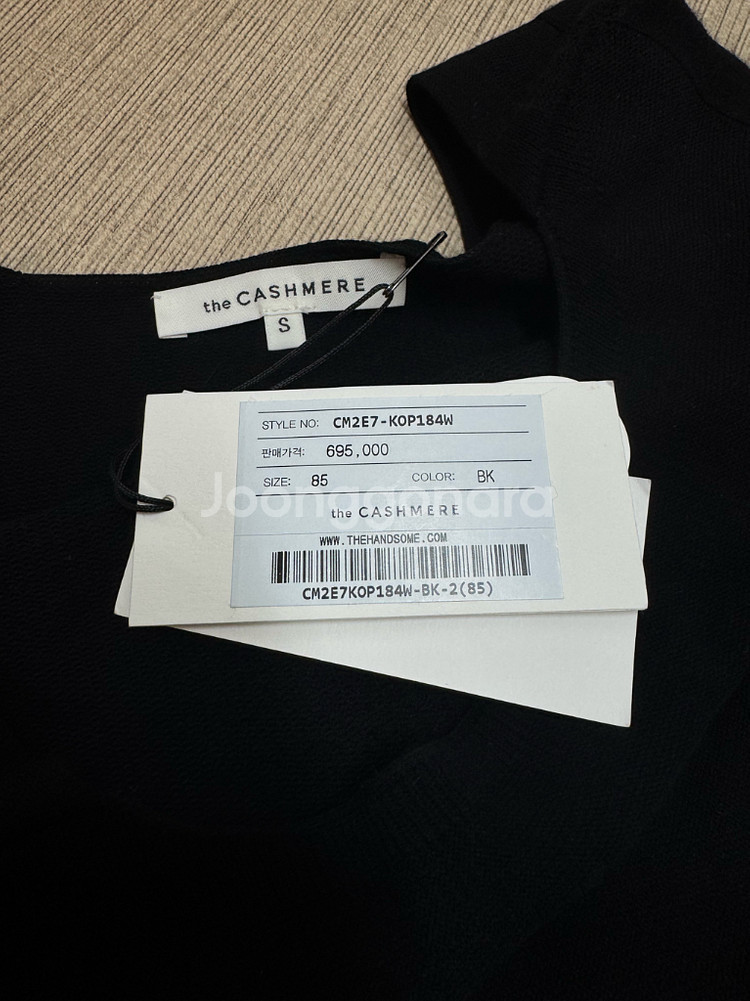 the CASHMERE
S
STYLE NO: CM2E7-KOP184W
판매가격: 695,000
SIZE: 85 COLOR: BK
Joonggonara
the CASHMERE
WWW.THEHANDSOME.COM
CM2E7KOP184W-BK-2(85)